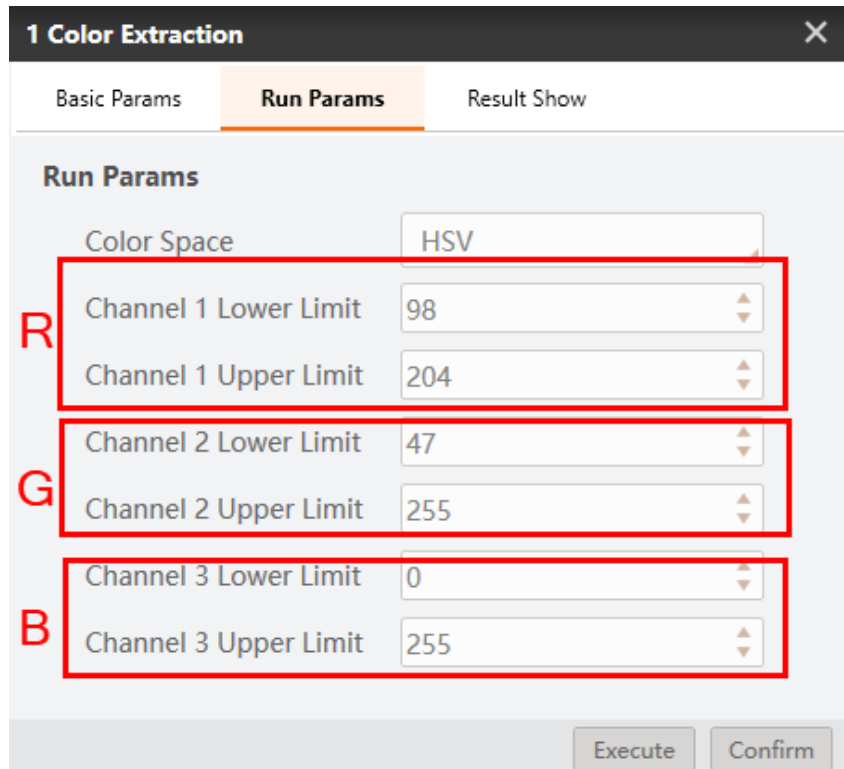 1 Color Extraction
Basic Params Run Params Result Show
Run Params
Color Space HSV
R
Channel 1 Lower Limit 98
Channel 1 Upper Limit 204
G
Channel 2 Lower Limit 47
Channel 2 Upper Limit 255
B
Channel 3 Lower Limit 0
Channel 3 Upper Limit 255
Execute Confirm